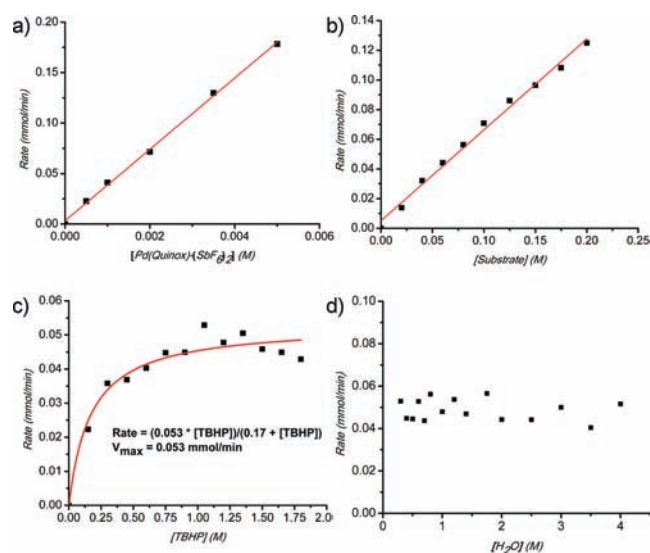 a)
0.20
0.15
0.10
0.05
0.00
Rate (mmol/min)
0.000 0.002 0.004 0.006
[Pd(Quinox)-(SbF6)2] (M)
b)
0.14
0.12
0.10
0.08
0.06
0.04
0.02
0.00
Rate (mmol/min)
0.00 0.05 0.10 0.15 0.20 0.25
[Substrate] (M)
c)
0.06
0.05
0.04
0.03
0.02
0.01
0.00
Rate (mmol/min)
Rate = (0.053 * [TBHP])/(0.17 + [TBHP])
Vmax = 0.053 mmol/min
0.00 0.25 0.50 0.75 1.00 1.25 1.50 1.75 2.0
[TBHP] (M)
d)
0.10
0.08
0.06
0.04
0.02
0.00
Rate (mmol/min)
0 1 2 3 4
[H2O] (M)